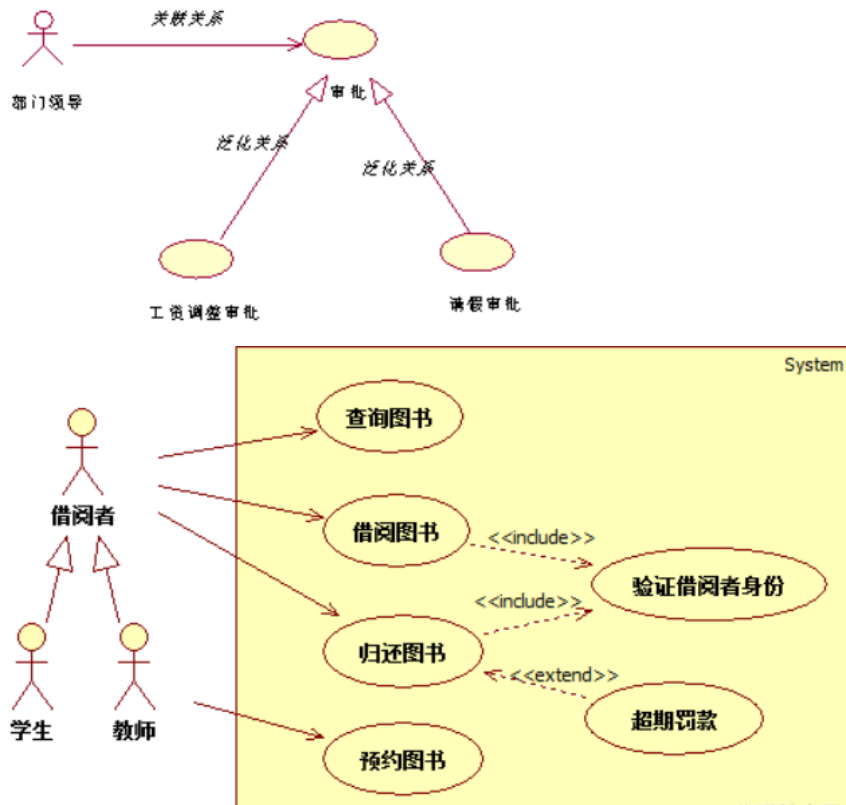 关联关系
部门领导
审批
泛化关系
泛化关系
工资调整审批
请假审批
System
查询图书
借阅者
借阅图书
<<include>>
验证借阅者身份
<<include>>
归还图书
<<extend>>
超期罚款
学生
教师
预约图书